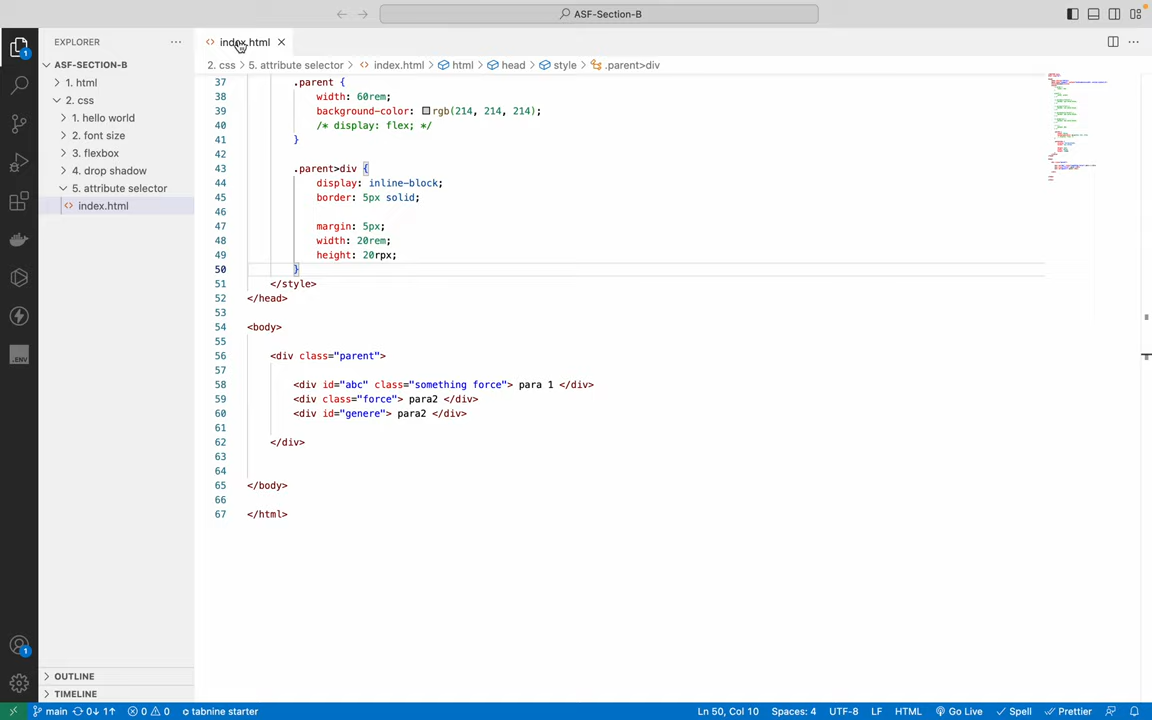 ASF-Section-B
EXPLORER
index.html
ASF-SECTION-B
2. css > 5. attribute selector > index.html > html > head > style > .parent>div
1. html
2. css
1. hello world
2. font size
3. flexbox
4. drop shadow
5. attribute selector
index.html
37 .parent {
38 width: 60rem;
39 background-color: rgb(214, 214, 214);
40 /* display: flex; */
41 }
42
43 .parent>div {
44 display: inline-block;
45 border: 5px solid;
46
47 margin: 5px;
48 width: 20rem;
49 height: 20rpx;
50 }
51 </style>
52 </head>
53
54 <body>
55
56 <div class="parent">
57
58 <div id="abc" class="something force"> para 1 </div>
59 <div class="force"> para2 </div>
60 <div id="genere"> para2 </div>
61
62 </div>
63
64
65 </body>
66
67 </html>
1
.ENV
1
OUTLINE
TIMELINE
main 0↓ 1↑ 0 0 tabnine starter Ln 50, Col 10 Spaces: 4 UTF-8 LF HTML Go Live Spell Prettier